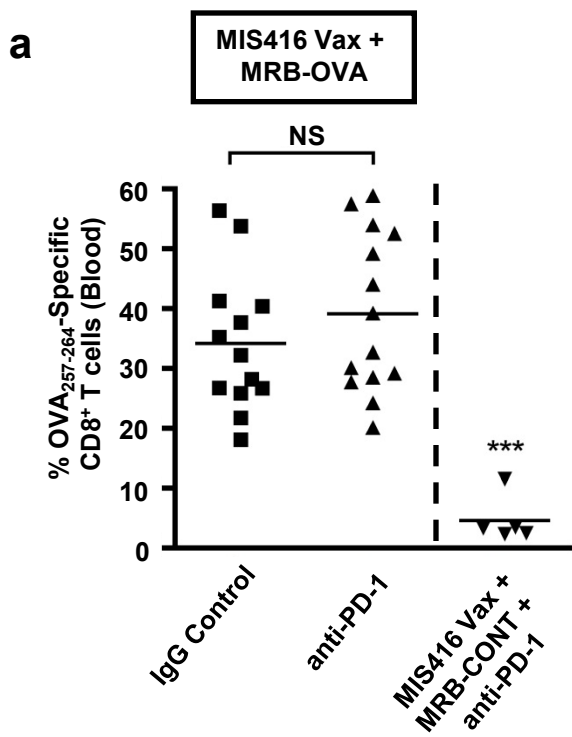 a
MIS416 Vax +
MRB-OVA
NS
% OVA257-264-Specific
CD8+ T cells (Blood)
60
50
40
30
20
10
0
***
IgG Control
anti-PD-1
MIS416 Vax +
MRB-CONT +
anti-PD-1